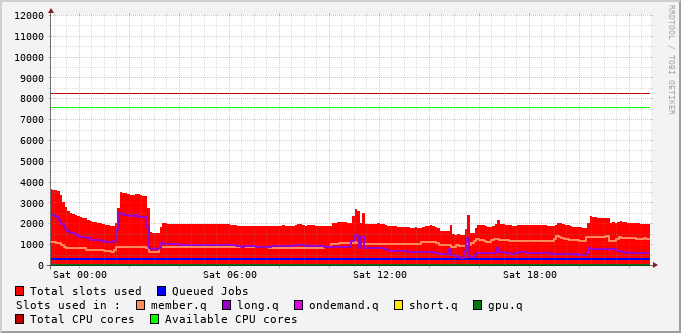 12000
11000
10000
9000
8000
7000
6000
5000
4000
3000
2000
1000
0
Sat 00:00 Sat 06:00 Sat 12:00 Sat 18:00
RRDTOOL / TOBI OETIKER
Total slots used Queued Jobs
Slots used in : member.q long.q ondemand.q short.q gpu.q
Total CPU cores Available CPU cores